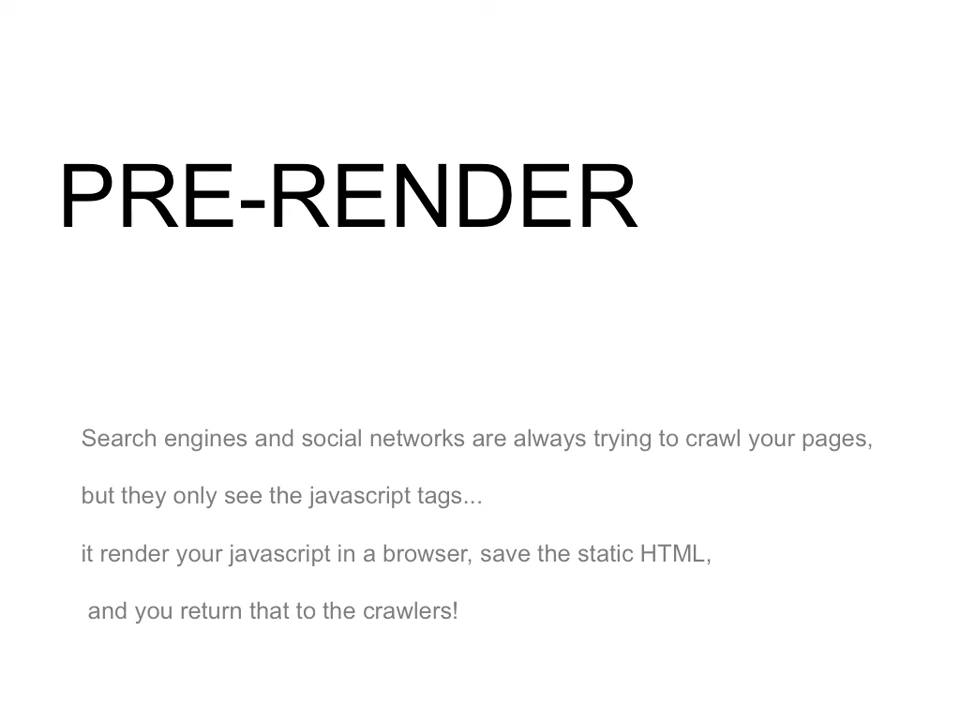 PRE-RENDER
Search engines and social networks are always trying to crawl your pages,
but they only see the javascript tags...
it render your javascript in a browser, save the static HTML,
and you return that to the crawlers!